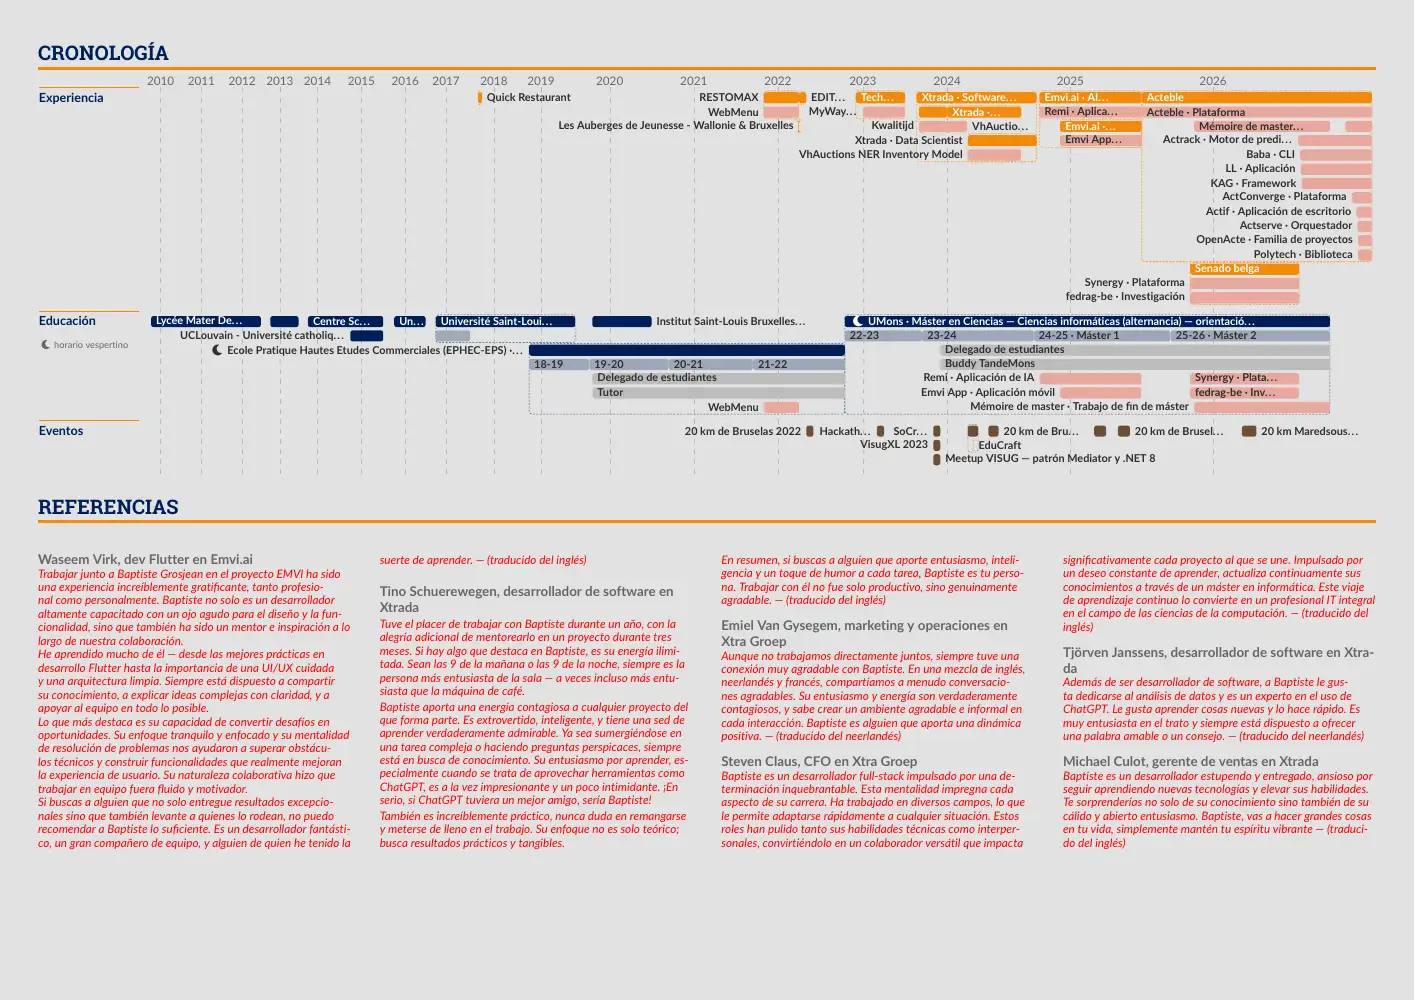 CRONOLOGÍA
2010 2011 2012 2013 2014 2015 2016 2017 2018 2019 2020 2021 2022 2023 2024 2025 2026
Experiencia
Quick Restaurant
RESTOMAX
EDIT…
Tech…
Xtrada · Software…
Emvi.ai · AI…
Acteble
WebMenu
MyWay…
Xtrada ·…
Remi · Aplica…
Acteble · Plataforma
Les Auberges de Jeunesse - Wallonie & Bruxelles
Kwalitijd
VhAuctio…
Emvi.ai ·…
Mémoire de master…
Xtrada · Data Scientist
Emvi App…
Actrack · Motor de predi…
VhAuctions NER Inventory Model
Baba · CLI
LL · Aplicación
KAG · Framework
ActConverge · Plataforma
Actif · Aplicación de escritorio
Actserve · Orquestador
OpenActe · Familia de proyectos
Polytech · Biblioteca
Senado belga
Synergy · Plataforma
fedrag-be · Investigación
Educación
Lycée Mater De…
Centre Sc…
Un…
Université Saint-Loui…
Institut Saint-Louis Bruxelles…
UMons · Máster en Ciencias — Ciencias informáticas (alternancia) — orientació…
UCLouvain - Université catholiq…
22-23
23-24
24-25 · Máster 1
25-26 · Máster 2
horario vespertino
Ecole Pratique Hautes Etudes Commerciales (EPHEC-EPS) ·…
Delegado de estudiantes
18-19
19-20
20-21
21-22
Buddy TandeMons
Delegado de estudiantes
Remi · Aplicación de IA
Synergy · Plata…
Tutor
Emvi App · Aplicación móvil
fedrag-be · Inv…
WebMenu
Mémoire de master · Trabajo de fin de máster
Eventos
20 km de Bruselas 2022
Hackath…
SoCr…
20 km de Bru…
20 km de Brusel…
20 km Maredsous…
VisugXL 2023
EduCraft
Meetup VISUG — patrón Mediator y .NET 8
REFERENCIAS
Waseem Virk, dev Flutter en Emvi.ai
Trabajar junto a Baptiste Grosjean en el proyecto EMVI ha sido
una experiencia increíblemente gratificante, tanto profesio-
nal como personalmente. Baptiste no solo es un desarrollador
altamente capacitado con un ojo agudo para el diseño y la fun-
cionalidad, sino que también ha sido un mentor e inspiración a lo
largo de nuestra colaboración.
He aprendido mucho de él — desde las mejores prácticas en
desarrollo Flutter hasta la importancia de una UI/UX cuidada
y una arquitectura limpia. Siempre está dispuesto a compartir
su conocimiento, a explicar ideas complejas con claridad, y a
apoyar al equipo en todo lo posible.
Lo que más destaca es su capacidad de convertir desafíos en
oportunidades. Su enfoque tranquilo y enfocado y su mentalidad
de resolución de problemas nos ayudaron a superar obstácu-
los técnicos y construir funcionalidades que realmente mejoran
la experiencia de usuario. Su naturaleza colaborativa hizo que
trabajar en equipo fuera fluido y motivador.
Si buscas a alguien que no solo entregue resultados excepcio-
nales sino que también levante a quienes lo rodean, no puedo
recomendar a Baptiste lo suficiente. Es un desarrollador fantásti-
co, un gran compañero de equipo, y alguien de quien he tenido la
suerte de aprender. — (traducido del inglés)
Tino Schuerewegen, desarrollador de software en
Xtrada
Tuve el placer de trabajar con Baptiste durante un año, con la
alegría adicional de mentorearlo en un proyecto durante tres
meses. Si hay algo que destaca en Baptiste, es su energía ilimi-
tada. Sean las 9 de la mañana o las 9 de la noche, siempre es la
persona más entusiasta de la sala — a veces incluso más entu-
siasta que la máquina de café.
Baptiste aporta una energía contagiosa a cualquier proyecto del
que forma parte. Es extrovertido, inteligente, y tiene una sed de
aprender verdaderamente admirable. Ya sea sumergiéndose en
una tarea compleja o haciendo preguntas perspicaces, siempre
está en busca de conocimiento. Su entusiasmo por aprender, es-
pecialmente cuando se trata de aprovechar herramientas como
ChatGPT, es a la vez impresionante y un poco intimidante. ¡En
serio, si ChatGPT tuviera un mejor amigo, sería Baptiste!
También es increíblemente práctico, nunca duda en remangarse
y meterse de lleno en el trabajo. Su enfoque no es solo teórico;
busca resultados prácticos y tangibles.
En resumen, si buscas a alguien que aporte entusiasmo, inteli-
gencia y un toque de humor a cada tarea, Baptiste es tu perso-
na. Trabajar con él no fue solo productivo, sino genuinamente
agradable. — (traducido del inglés)
Emiel Van Gysegem, marketing y operaciones en
Xtra Groep
Aunque no trabajamos directamente juntos, siempre tuve una
conexión muy agradable con Baptiste. En una mezcla de inglés,
neerlandés y francés, compartíamos a menudo conversacio-
nes agradables. Su entusiasmo y energía son verdaderamente
contagiosos, y sabe crear un ambiente agradable e informal en
cada interacción. Baptiste es alguien que aporta una dinámica
positiva. — (traducido del neerlandés)
Steven Claus, CFO en Xtra Groep
Baptiste es un desarrollador full-stack impulsado por una de-
terminación inquebrantable. Esta mentalidad impregna cada
aspecto de su carrera. Ha trabajado en diversos campos, lo que
le permite adaptarse rápidamente a cualquier situación. Estos
roles han pulido tanto sus habilidades técnicas como interper-
sonales, convirtiéndolo en un colaborador versátil que impacta
significativamente cada proyecto al que se une. Impulsado por
un deseo constante de aprender, actualiza continuamente sus
conocimientos a través de un máster en informática. Este viaje
de aprendizaje continuo lo convierte en un profesional IT integral
en el campo de las ciencias de la computación. — (traducido del
inglés)
Tjörven Janssens, desarrollador de software en Xtra-
da
Además de ser desarrollador de software, a Baptiste le gus-
ta dedicarse al análisis de datos y es un experto en el uso de
ChatGPT. Le gusta aprender cosas nuevas y lo hace rápido. Es
muy entusiasta en el trato y siempre está dispuesto a ofrecer
una palabra amable o un consejo. — (traducido del neerlandés)
Michael Culot, gerente de ventas en Xtrada
Baptiste es un desarrollador estupendo y entregado, ansioso por
seguir aprendiendo nuevas tecnologías y elevar sus habilidades.
Te sorprenderías no solo de su conocimiento sino también de su
cálido y abierto entusiasmo. Baptiste, vas a hacer grandes cosas
en tu vida, simplemente mantén tu espíritu vibrante — (traduci-
do del inglés)